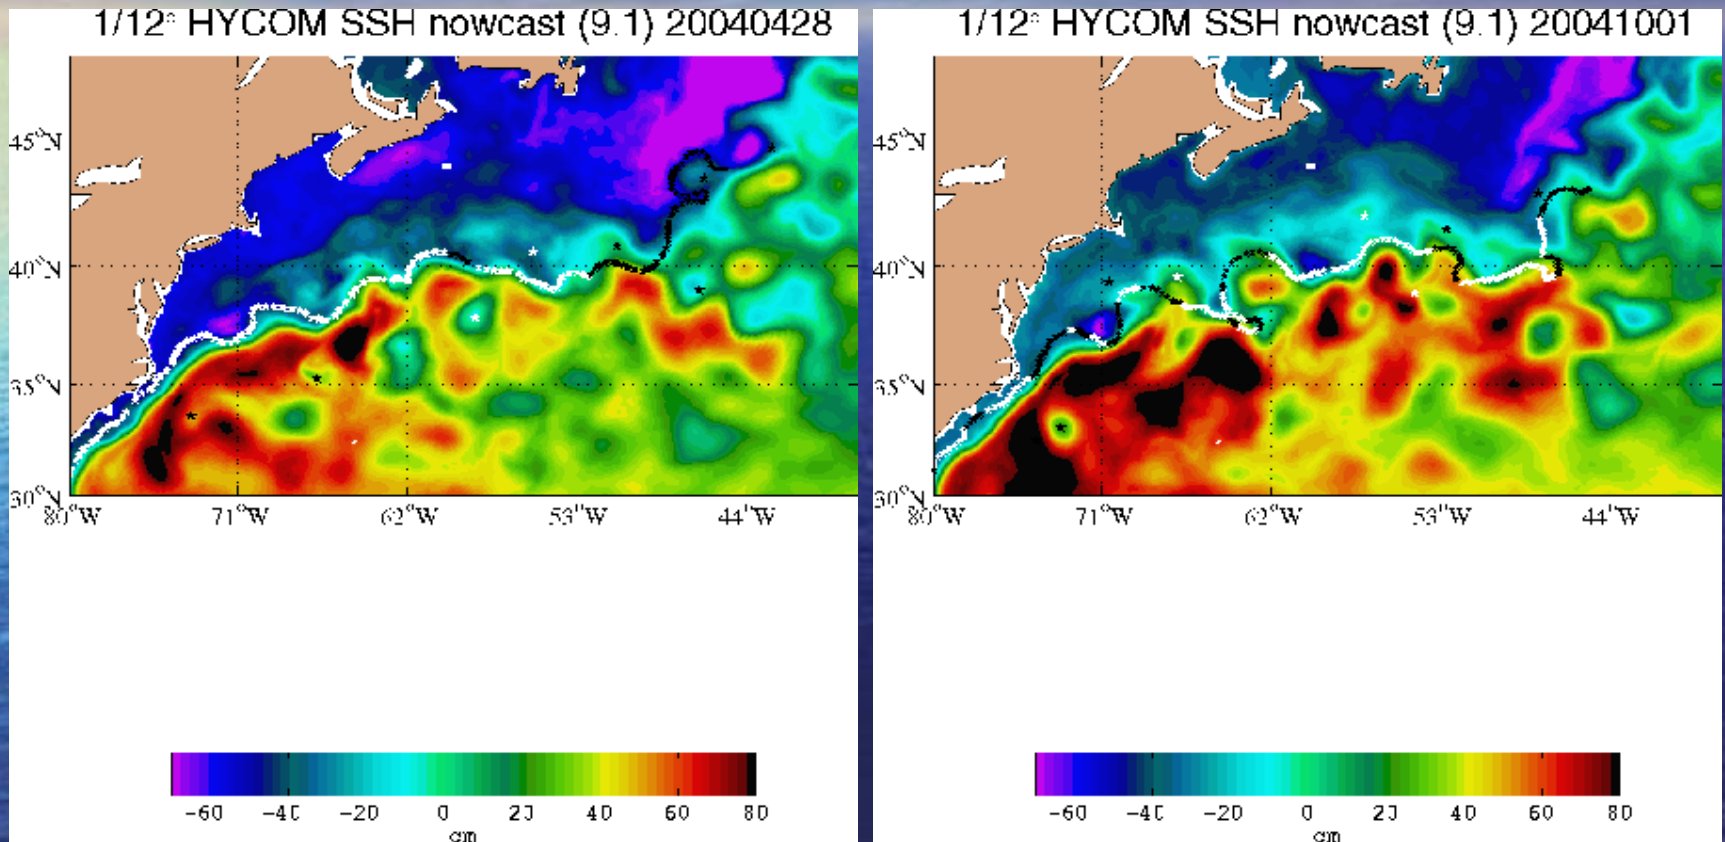 1/12° HYCOM SSH nowcast (9.1) 20040428
45°N
40°N
35°N
30°N
80°W 71°W 62°W 53°W 44°W
-60 -40 -20 0 20 40 60 80
cm
1/12° HYCOM SSH nowcast (9.1) 20041001
45°N
40°N
35°N
30°N
80°W 71°W 62°W 53°W 44°W
-60 -40 -20 0 20 40 60 80
cm